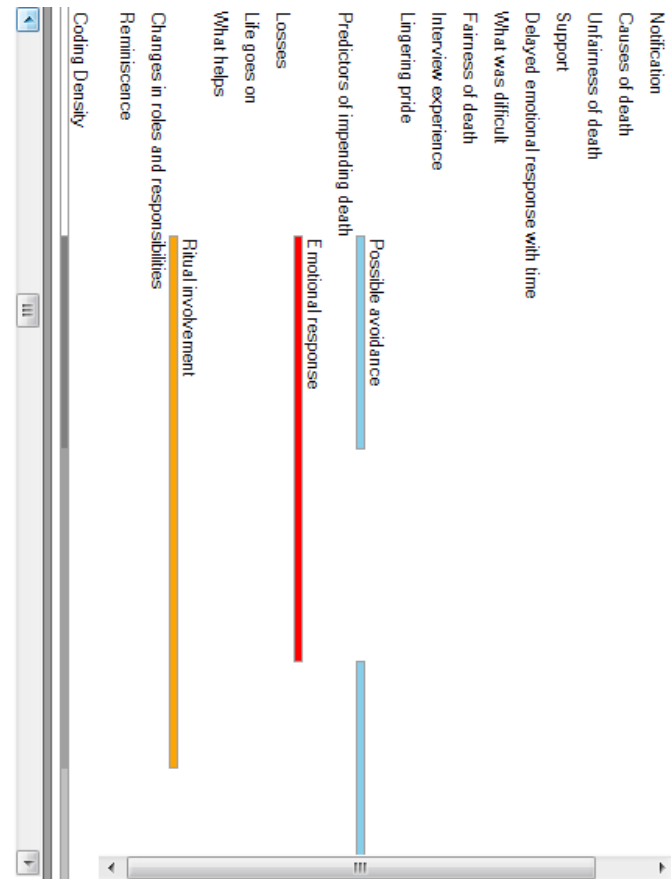 Notification
Causes of death
Unfairness of death
Support
Delayed emotional response with time
What was difficult
Fairness of death
Interview experience
Lingering pride
Possible avoidance
Predictors of impending death
Emotional response
Losses
Life goes on
What helps
Ritual involvement
Changes in roles and responsibilities
Reminiscence
Coding Density